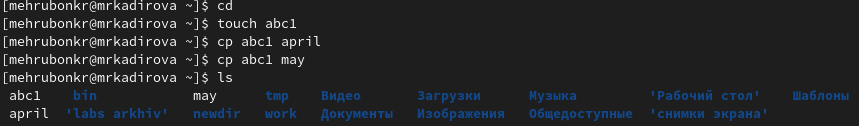 [mehrubonkr@mrkadirova ~]$ cd
[mehrubonkr@mrkadirova ~]$ touch abc1
[mehrubonkr@mrkadirova ~]$ cp abc1 april
[mehrubonkr@mrkadirova ~]$ cp abc1 may
[mehrubonkr@mrkadirova ~]$ ls
abc1 bin may tmp Видео Загрузки Музыка 'Рабочий стол' Шаблоны
april 'labs arkhiv' newdir work Документы Изображения Общедоступные 'снимки экрана'